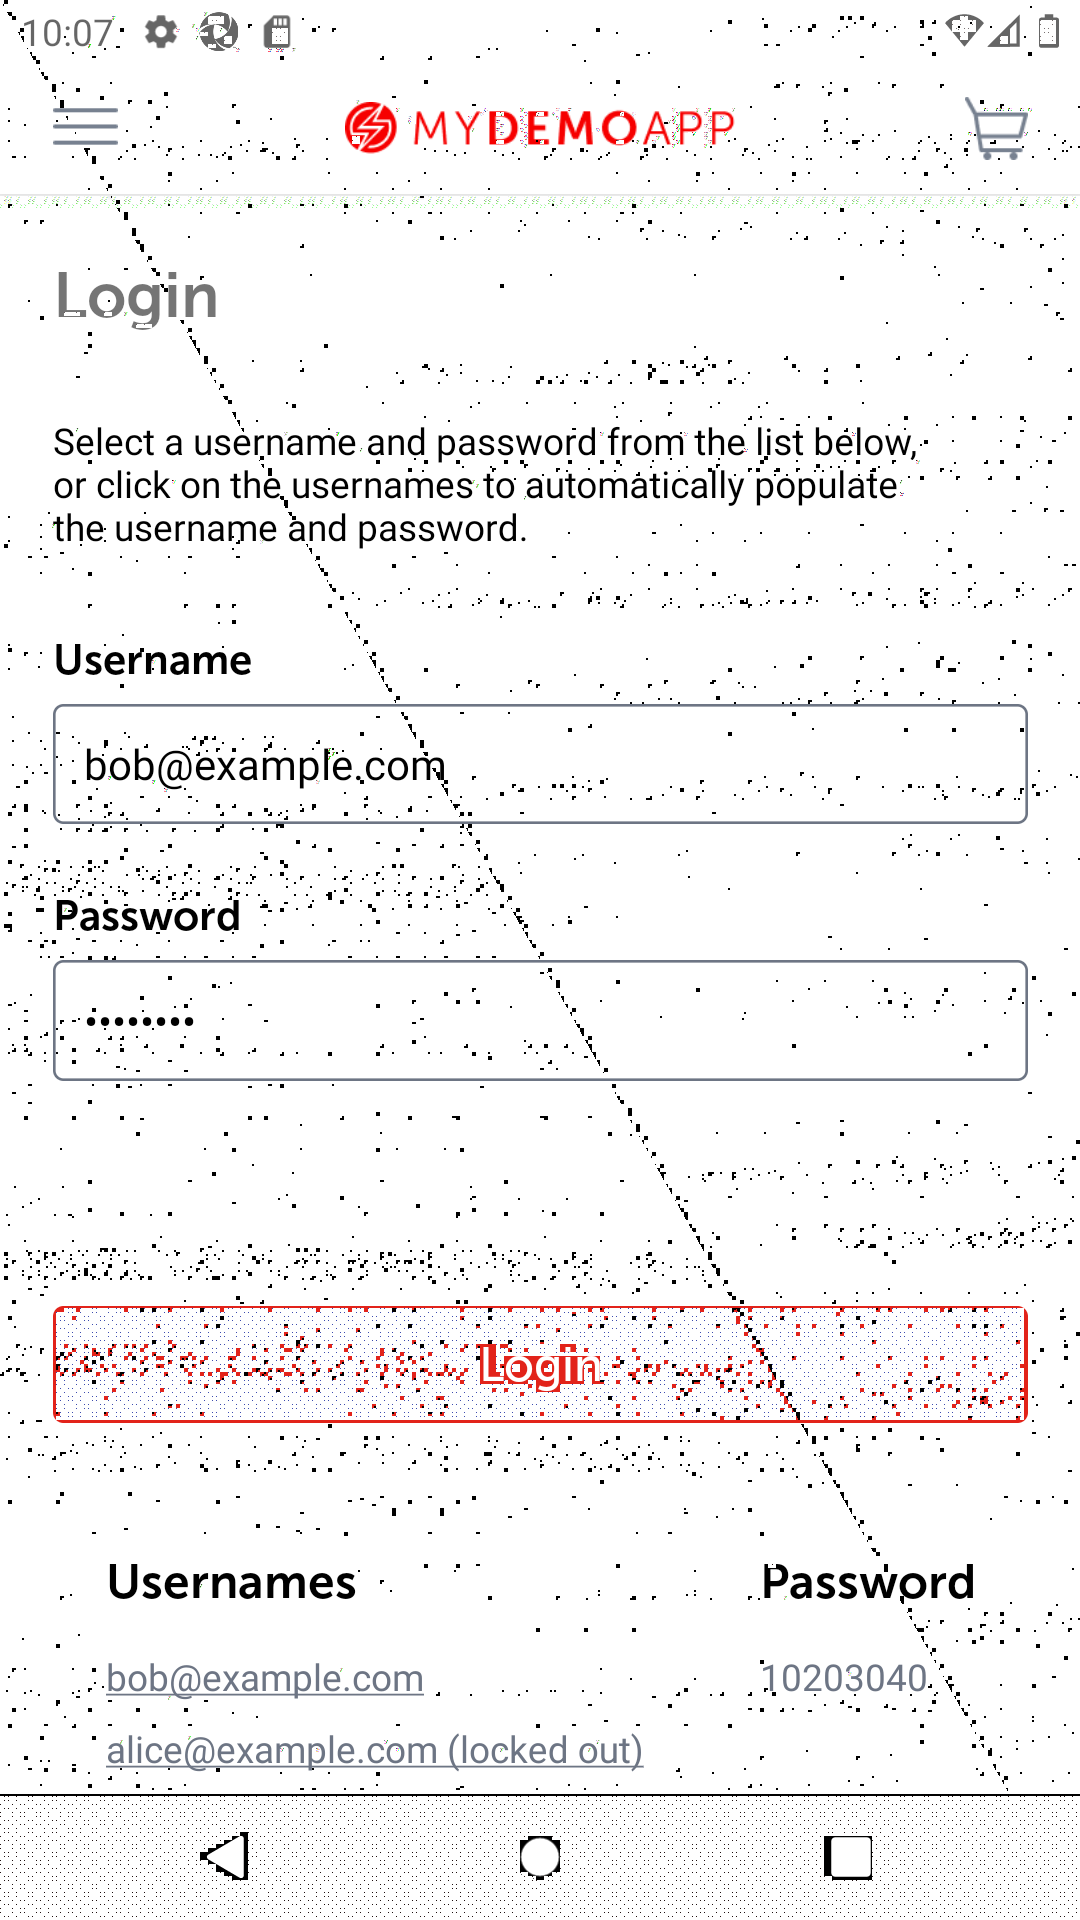 10:07
MYDEMOAPP
Login
Select a username and password from the list below,
or click on the usernames to automatically populate
the username and password.
Username
bob@example.com
Password
••••••••
Login
Usernames Password
bob@example.com 10203040
alice@example.com (locked out)